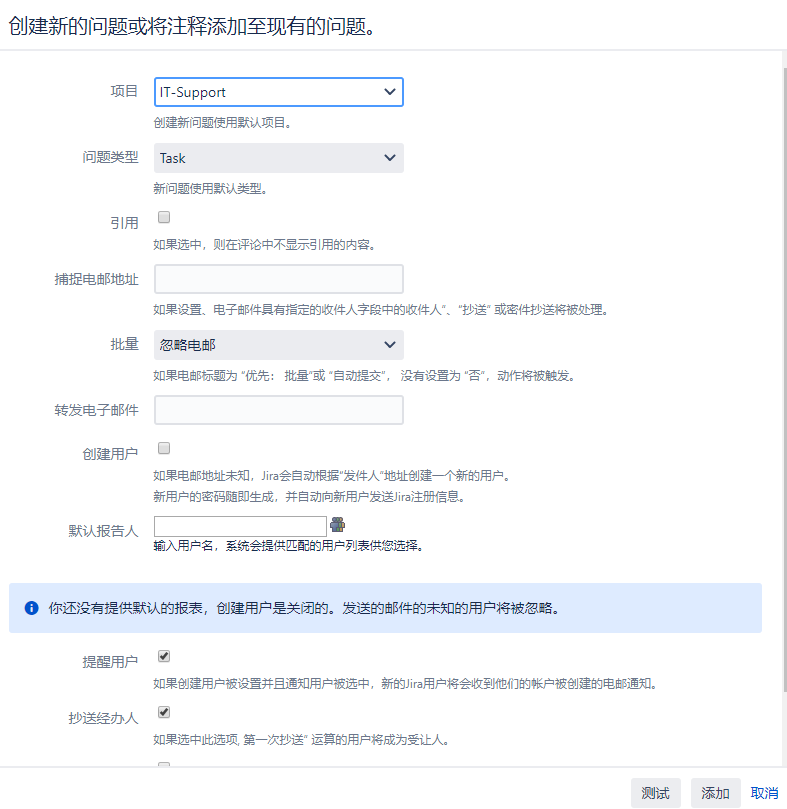 创建新的问题或将注释添加至现有的问题。
项目
IT-Support
创建新问题使用默认项目。
问题类型
Task
新问题使用默认类型。
引用
如果选中，则在评论中不显示引用的内容。
捕捉电邮地址
如果设置、电子邮件具有指定的收件人字段中的收件人”、“抄送” 或密件抄送将被处理。
批量
忽略电邮
如果电邮标题为 “优先： 批量”或 “自动提交”， 没有设置为 “否”，动作将被触发。
转发电子邮件
创建用户
如果电邮地址未知，Jira会自动根据“发件人”地址创建一个新的用户。
新用户的密码随即生成，并自动向新用户发送Jira注册信息。
默认报告人
输入用户名，系统会提供匹配的用户列表供您选择。
你还没有提供默认的报表，创建用户是关闭的。发送的邮件的未知的用户将被忽略。
提醒用户
如果创建用户被设置并且通知用户被选中，新的Jira用户将会收到他们的帐户被创建的电邮通知。
抄送经办人
如果选中此选项, 第一次抄送” 运算的用户将成为受让人。
测试 添加 取消